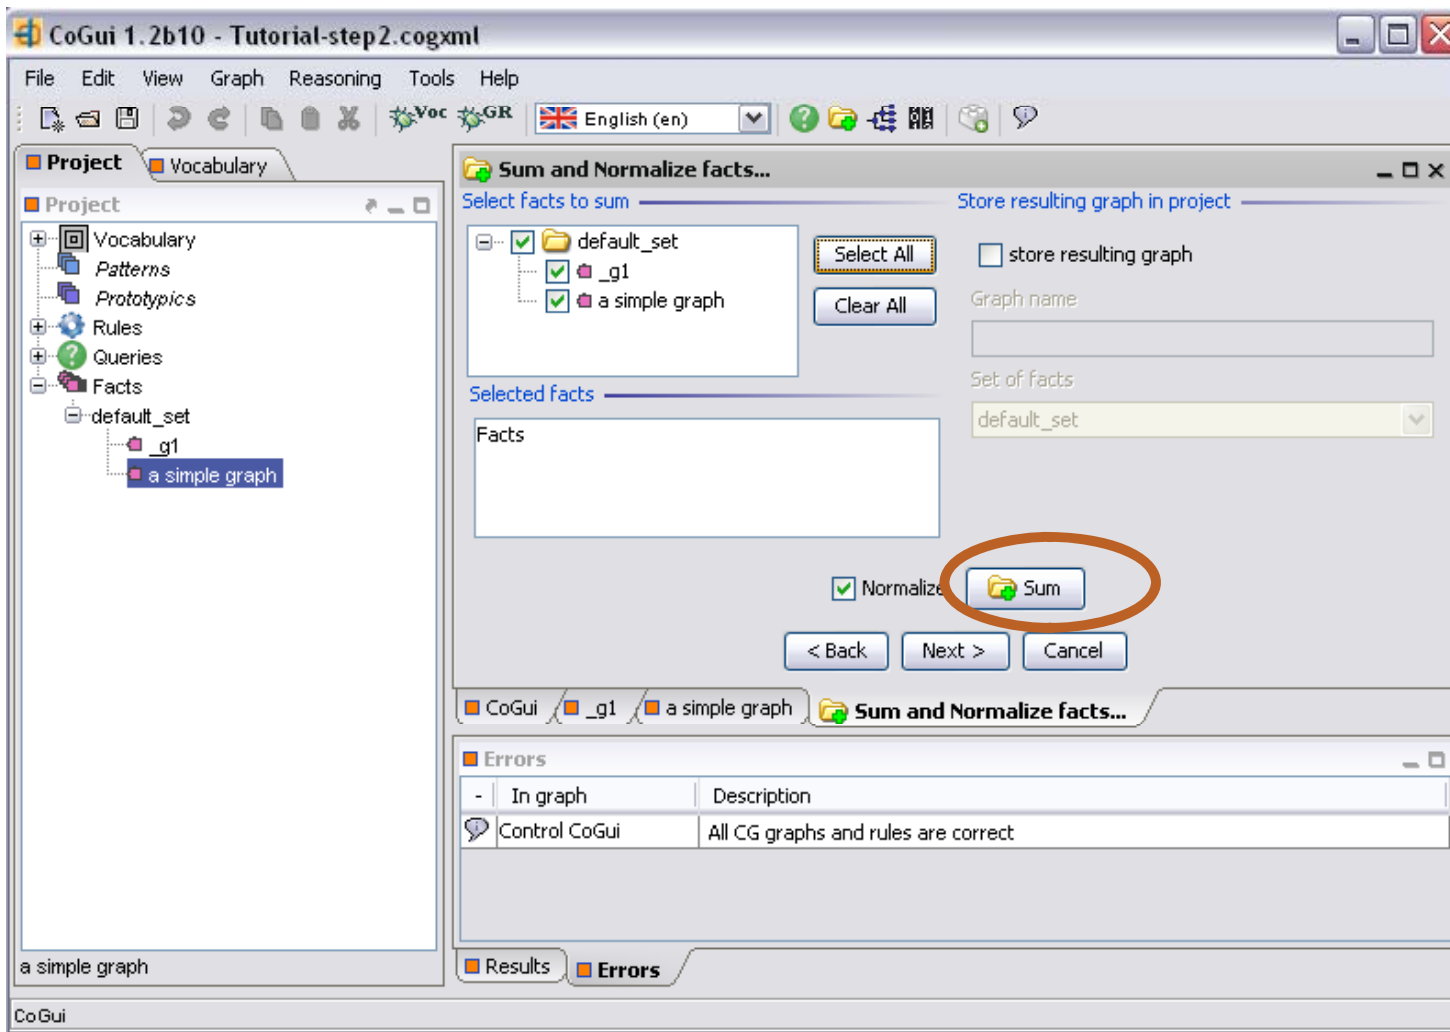 CoGui 1.2b10 - Tutorial-step2.cogxml
File Edit View Graph Reasoning Tools Help
Voc GR English (en)
Project Vocabulary
Project
Vocabulary
Patterns
Prototypics
Rules
Queries
Facts
default_set
_g1
a simple graph
a simple graph
Sum and Normalize facts...
Select facts to sum
default_set
_g1
a simple graph
Select All
Clear All
Selected facts
Facts
Store resulting graph in project
store resulting graph
Graph name
Set of facts
default_set
Normalize Sum
< Back Next > Cancel
CoGui _g1 a simple graph Sum and Normalize facts...
Errors
- In graph Description
Control CoGui All CG graphs and rules are correct
Results Errors
CoGui